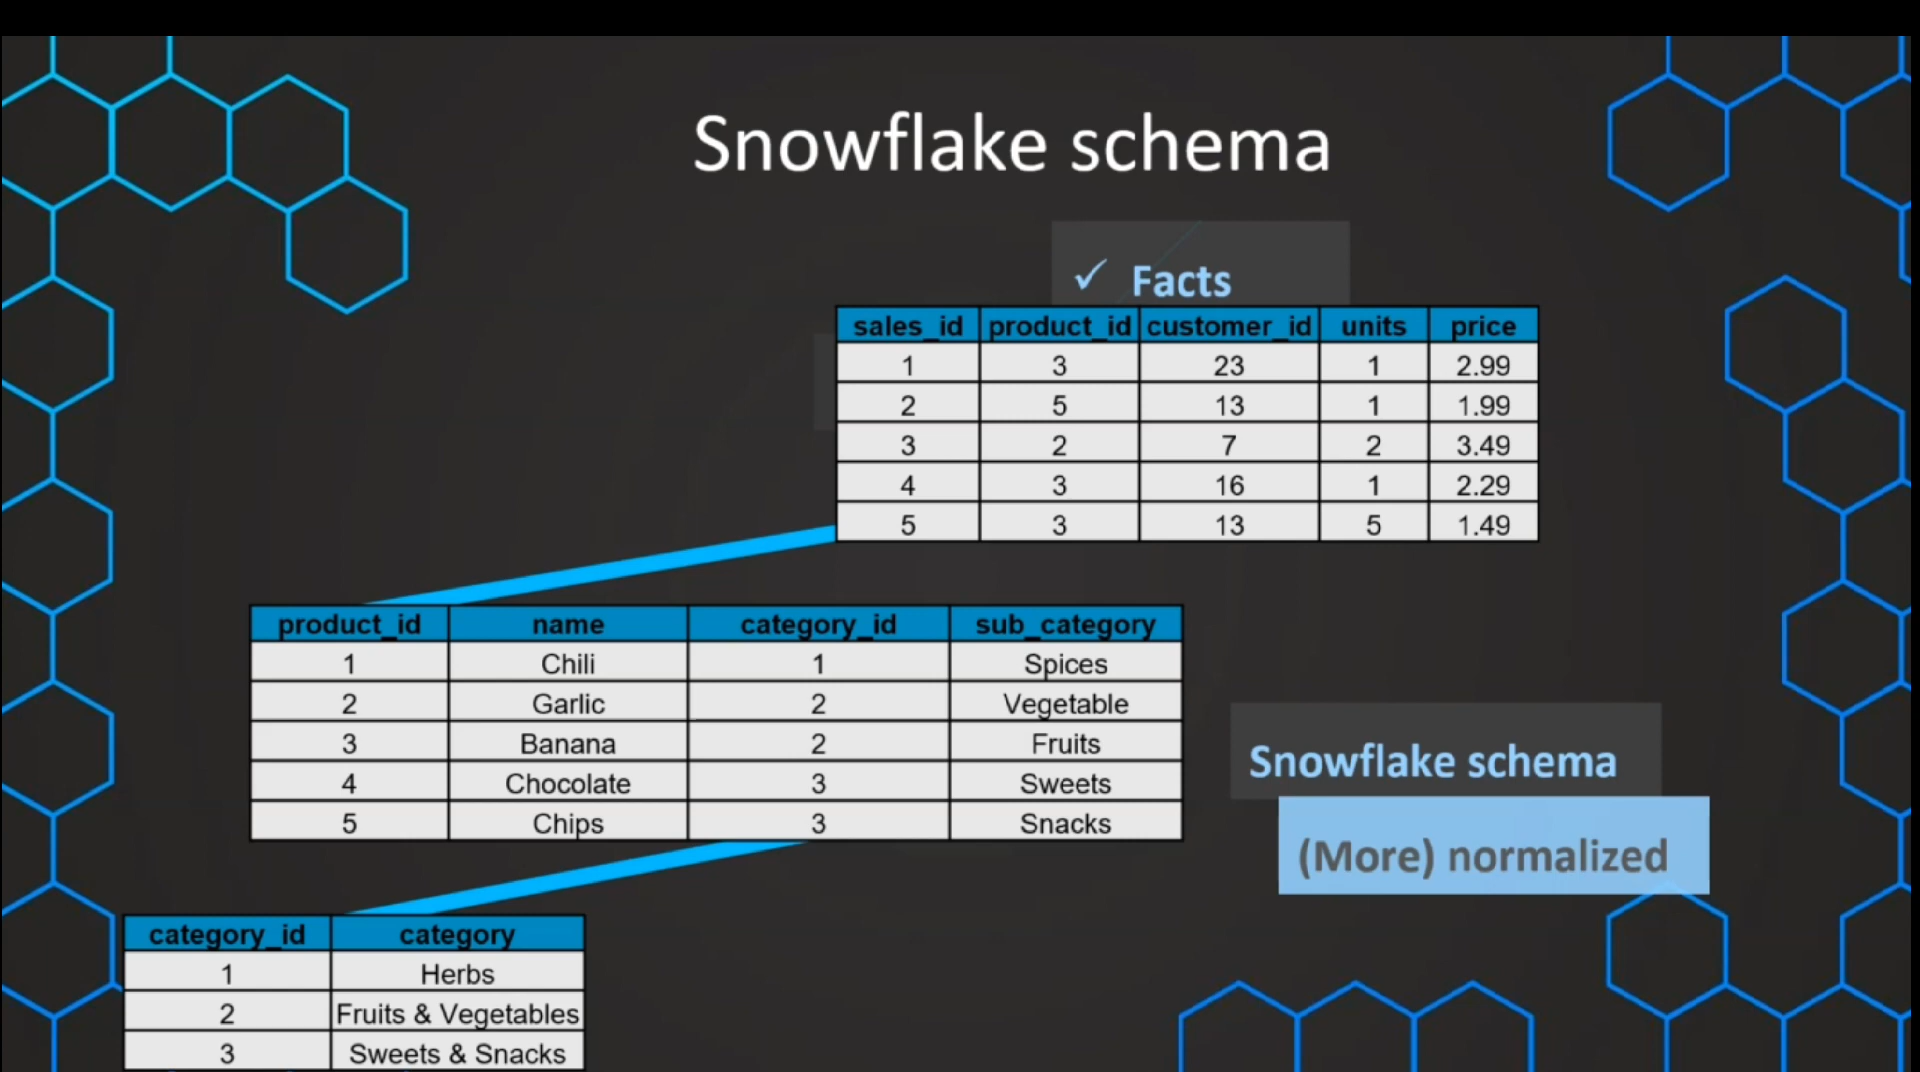 Snowflake schema
✓ Facts
sales_id product_id customer_id units price
1 3 23 1 2.99
2 5 13 1 1.99
3 2 7 2 3.49
4 3 16 1 2.29
5 3 13 5 1.49
product_id name category_id sub_category
1 Chili 1 Spices
2 Garlic 2 Vegetable
3 Banana 2 Fruits
4 Chocolate 3 Sweets
5 Chips 3 Snacks
Snowflake schema
(More) normalized
category_id category
1 Herbs
2 Fruits & Vegetables
3 Sweets & Snacks